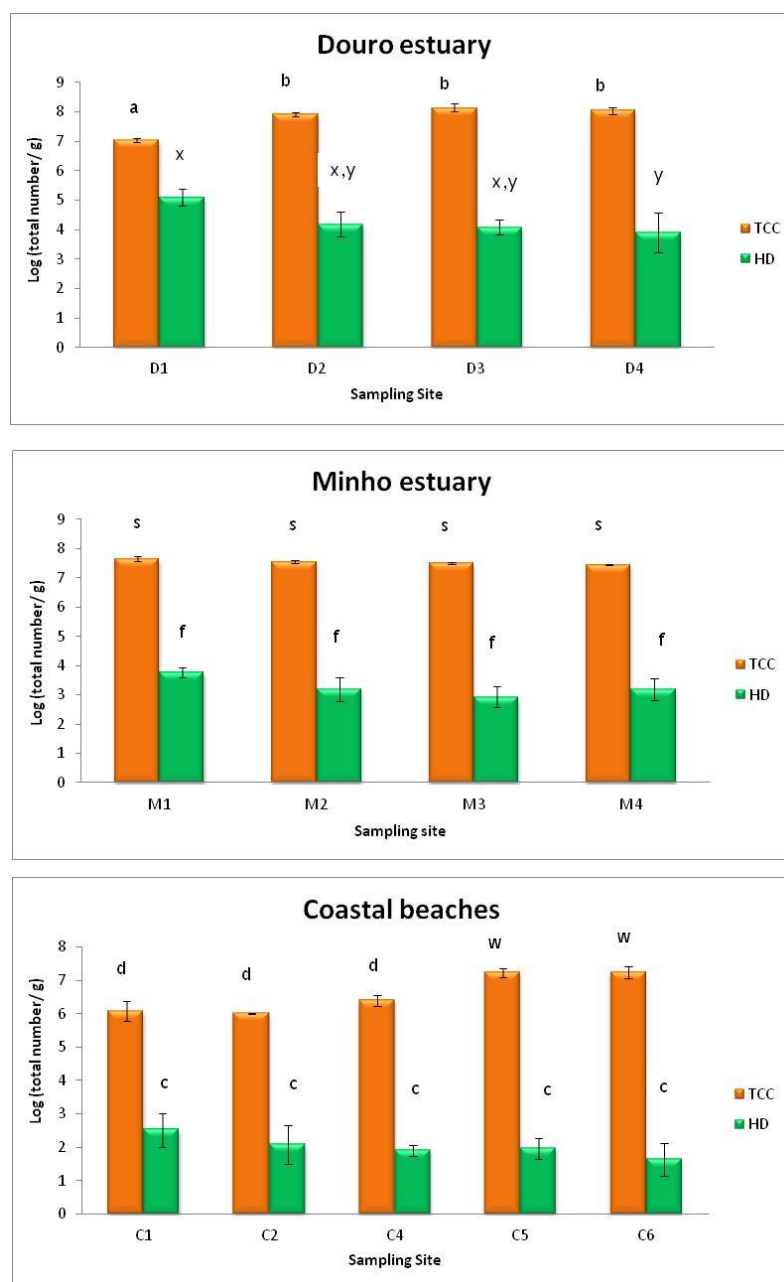 Douro estuary
Log (total number/ g)
9
8
7
6
5
4
3
2
1
0
a
x
b
x,y
b
x,y
b
y
D1 D2 D3 D4
Sampling Site
TCC
HD
Minho estuary
Log (total number/ g)
9
8
7
6
5
4
3
2
1
0
s
f
s
f
s
f
s
f
M1 M2 M3 M4
Sampling site
TCC
HD
Coastal beaches
Log (total number/ g)
8
7
6
5
4
3
2
1
0
d
c
d
c
d
c
w
c
w
c
C1 C2 C4 C5 C6
Sampling Site
TCC
HD